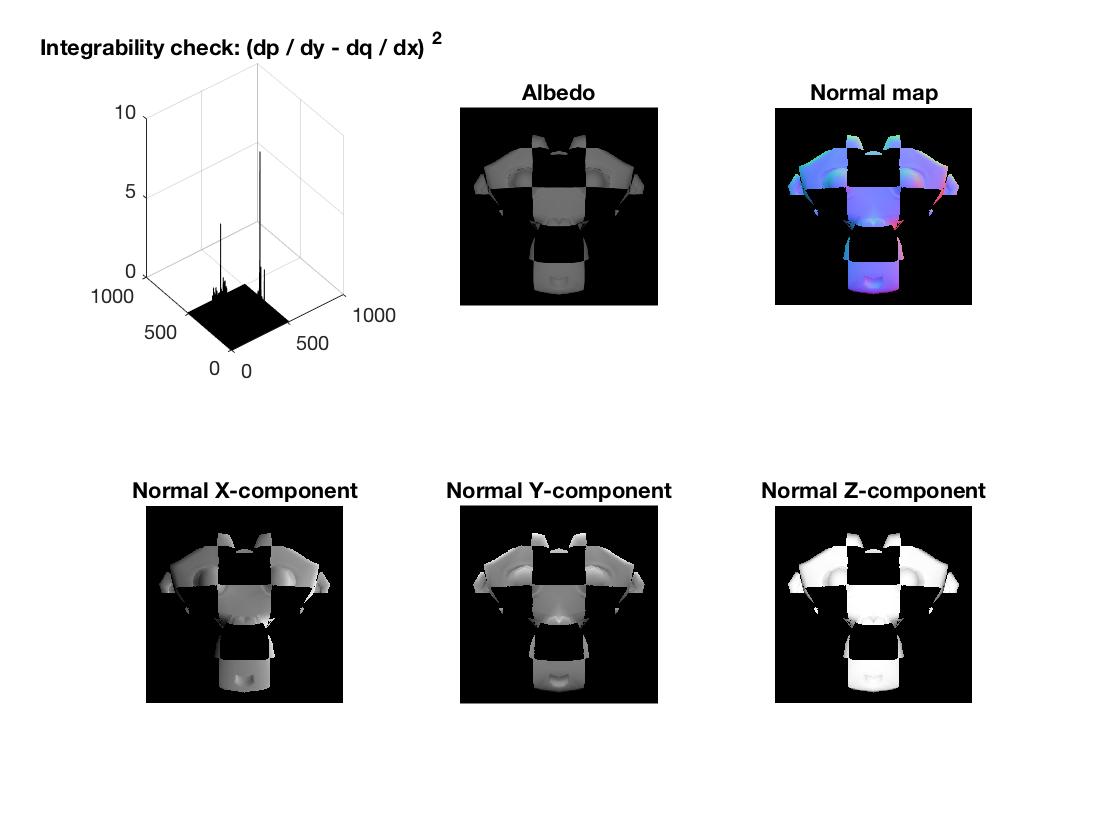 Integrability check: (dp / dy - dq / dx) 2
10
5
0
1000
500
0
0
500
1000
Albedo
Normal map
Normal X-component
Normal Y-component
Normal Z-component